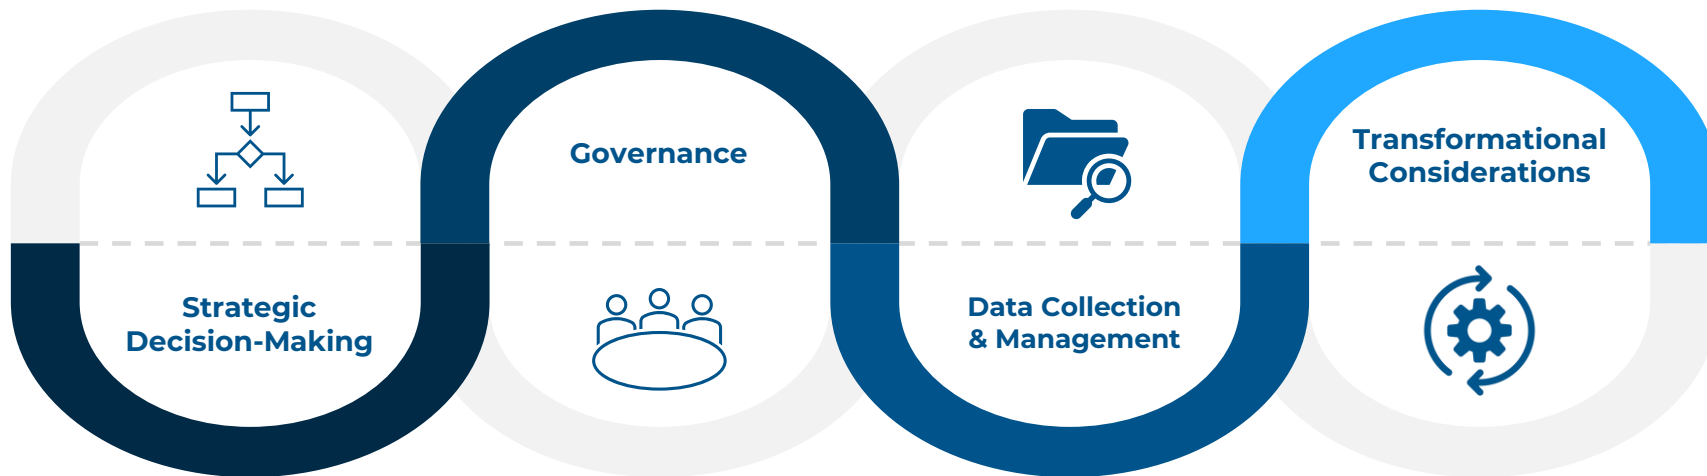 Strategic
Decision-Making
Governance
Data Collection
& Management
Transformational
Considerations